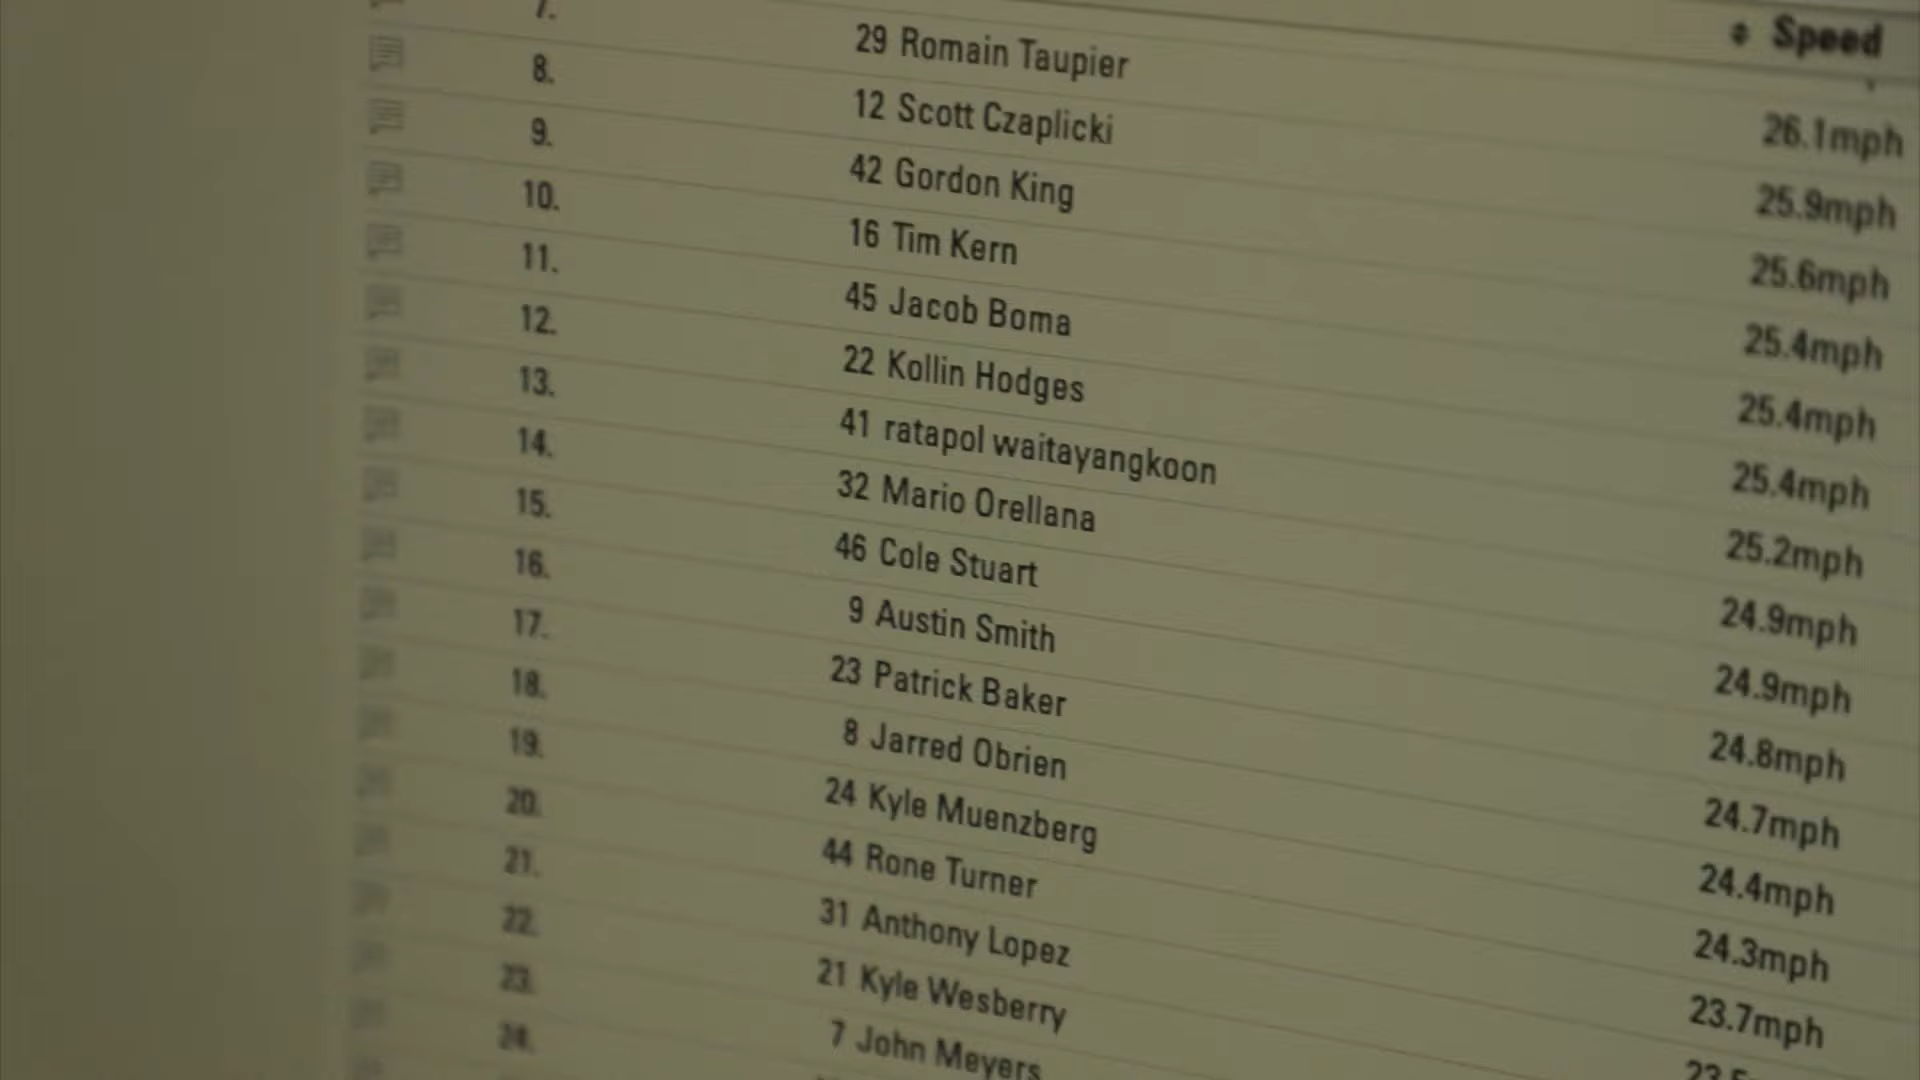 Speed
7. 29 Romain Taupier 26.1mph
8. 12 Scott Czaplicki 25.9mph
9. 42 Gordon King 25.6mph
10. 16 Tim Kern 25.4mph
11. 45 Jacob Boma 25.4mph
12. 22 Kollin Hodges 25.4mph
13. 41 ratapol waitayangkoon 25.2mph
14. 32 Mario Orellana 24.9mph
15. 46 Cole Stuart 24.9mph
16. 9 Austin Smith 24.8mph
17. 23 Patrick Baker 24.7mph
18. 8 Jarred Obrien 24.4mph
19. 24 Kyle Muenzberg 24.3mph
20. 44 Rone Turner 23.7mph
21. 31 Anthony Lopez
22. 21 Kyle Wesberry
23. 7 John Meyers
24.